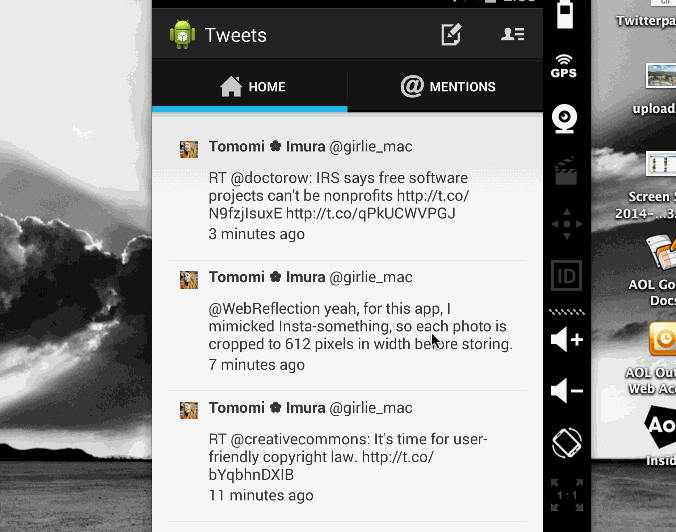 Tweets
HOME
@ MENTIONS
Tomomi ✽ Imura @girlie_mac
RT @doctorow: IRS says free software
projects can't be nonprofits http://t.co/
N9fzjIsuxE http://t.co/qPkUCWVPGJ
3 minutes ago
Tomomi ✽ Imura @girlie_mac
@WebReflection yeah, for this app, I
mimicked Insta-something, so each photo is
cropped to 612 pixels in width before storing.
7 minutes ago
Tomomi ✽ Imura @girlie_mac
RT @creativecommons: It's time for user-
friendly copyright law. http://t.co/
bYqbhnDXIB
11 minutes ago
GPS
ID
1:1
GIF
Twitterpa
upload
Screen S
2014-...3.
AOL Go
Docs
AOL Out
Web Acc
Ao
Insid